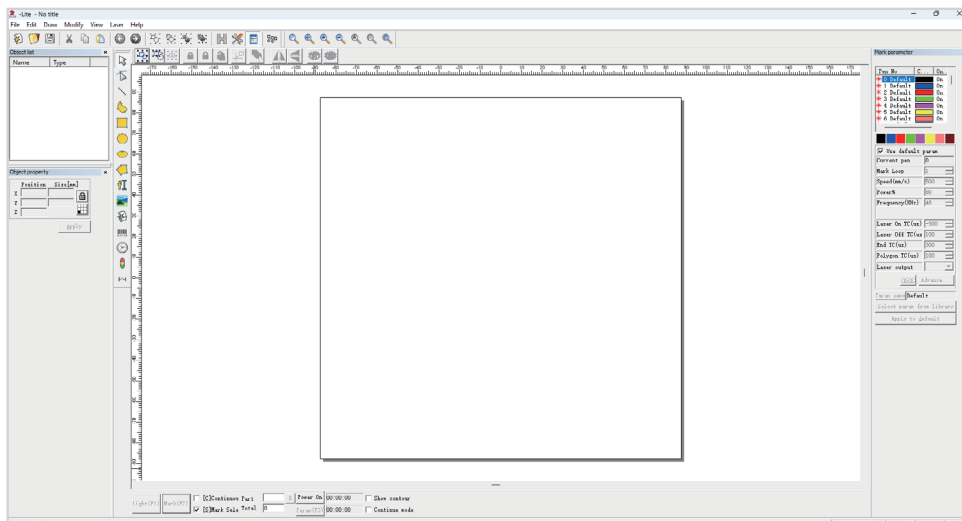 -Lite - No title
File Edit Draw Modify View Laser Help
Object list
Name Type
Object property
Position Size[mm]
X
Y
Z
Apply
Mark parameter
Pen No C... On..
0 Default On
1 Default On
2 Default On
3 Default On
4 Default On
5 Default On
6 Default On
Use default param
Current pen 0
Mark Loop 1
Speed(mm/s) 500
Power% 50
Frequency(KHz)
Laser On TC(us) -300
Laser Off TC(us 100
End TC(us) 300
Polygon TC(us) 100
Laser output
Advance
Param name Default
Select param from library
Apply to default
Light(F1) Mark(F2) [C]Continuou Part R Power On 00:00:00 Show contour
[S]Mark Sele Total 0 Param(F3) 00:00:00 Continue mode